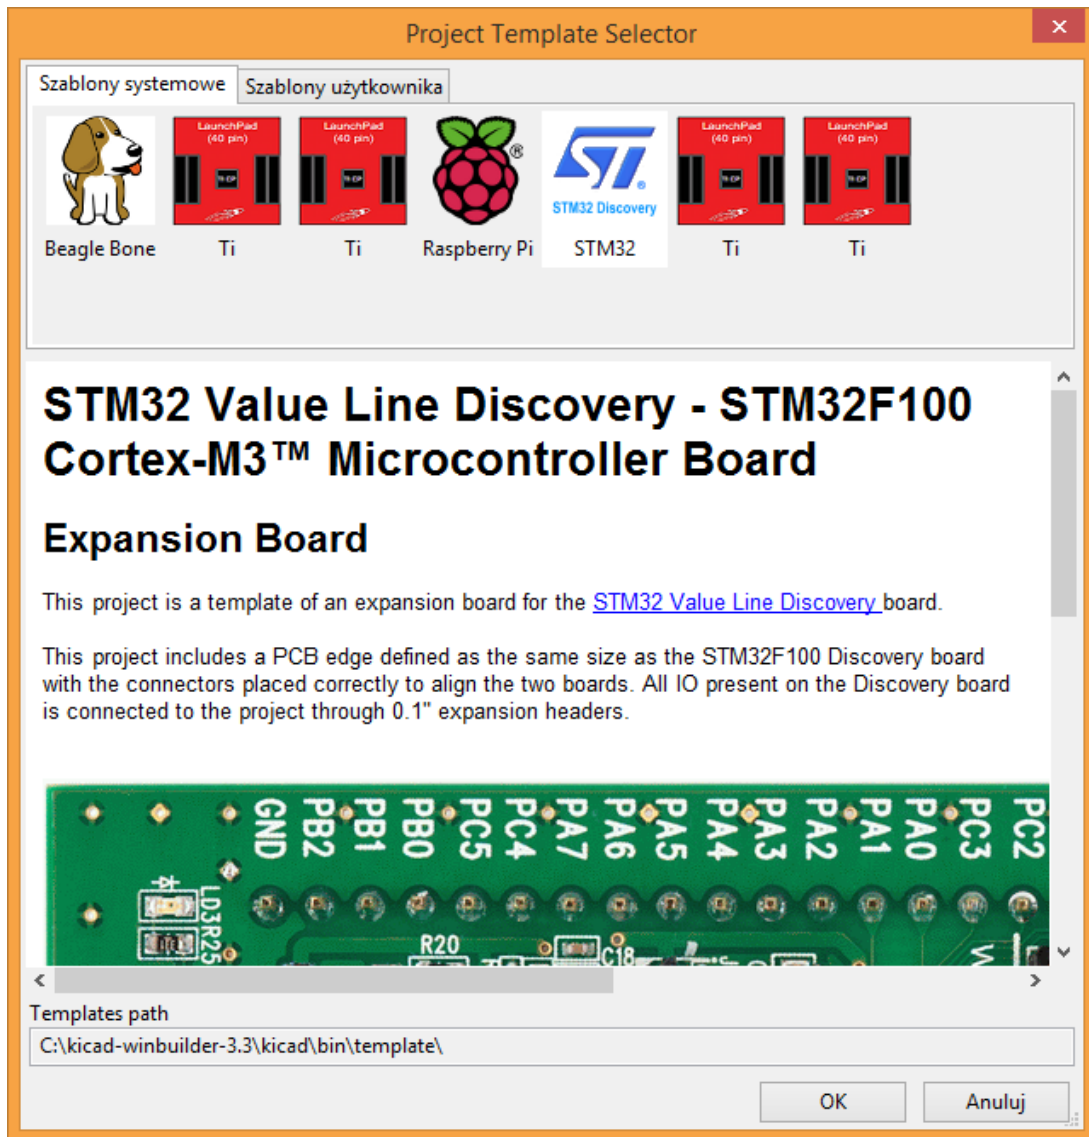 Project Template Selector
Szablony systemowe
Szablony użytkownika
LaunchPad
(40 pin)
LaunchPad
(40 pin)
®
ST
STM32 Discovery
LaunchPad
(40 pin)
LaunchPad
(40 pin)
Beagle Bone
Ti
Ti
Raspberry Pi
STM32
Ti
Ti
STM32 Value Line Discovery - STM32F100
Cortex-M3™ Microcontroller Board
Expansion Board
This project is a template of an expansion board for the STM32 Value Line Discovery board.
This project includes a PCB edge defined as the same size as the STM32F100 Discovery board
with the connectors placed correctly to align the two boards. All IO present on the Discovery board
is connected to the project through 0.1" expansion headers.
GND PB2 PB1 PB0 PC5 PC4 PA7 PA6 PA5 PA4 PA3 PA2 PA1 PA0 PC3 PC2
LD3 R25
R20
C18
Templates path
C:\kicad-winbuilder-3.3\kicad\bin\template\
OK
Anuluj